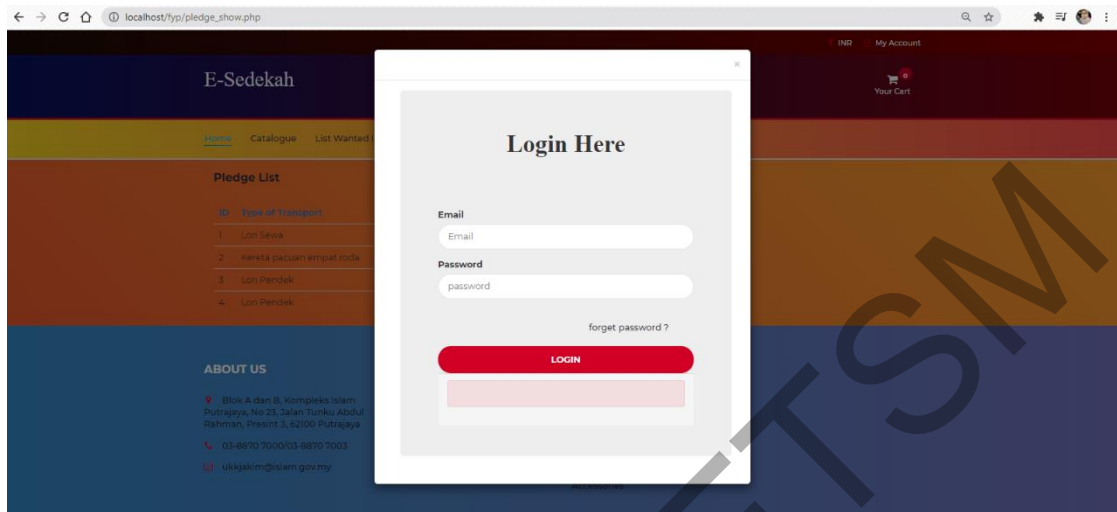 localhost/fyp/pledge_show.php
INR My Account
E-Sedekah
0
Your Cart
×
Home Catalogue List Wanted
Login Here
Pledge List
ID Type of Transport
1 Lori Sewa
2 Kereta pacuan empat roda
3 Lori Pendek
4 Lori Pendek
Email
Email
Password
password
forget password ?
LOGIN
ABOUT US
Blok A dan B, Kompleks Islam
Putrajaya, No 23, Jalan Tunku Abdul
Rahman, Presint 3, 62100 Putrajaya
03-8870 7000/03-8870 7003
ukkjakim@islam.gov.my
Accessories
FTSM